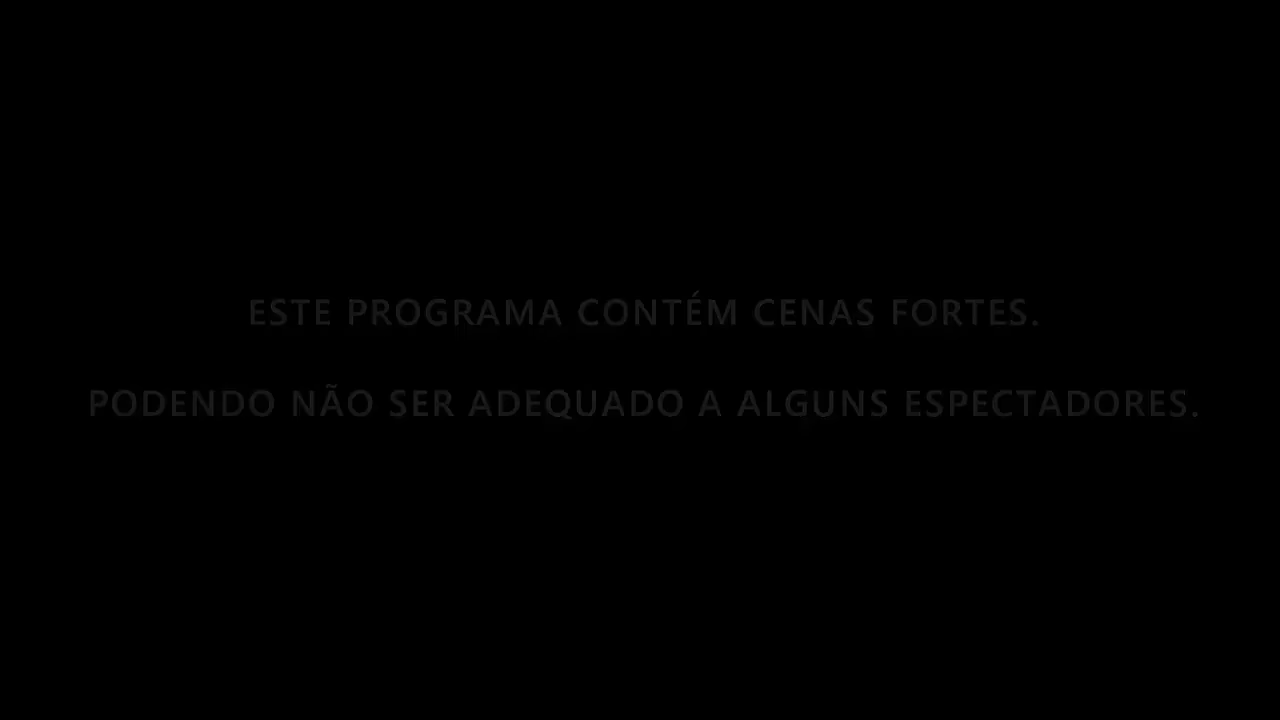 ESTE PROGRAMA CONTÉM CENAS FORTES.
PODENDO NÃO SER ADEQUADO A ALGUNS ESPECTADORES.